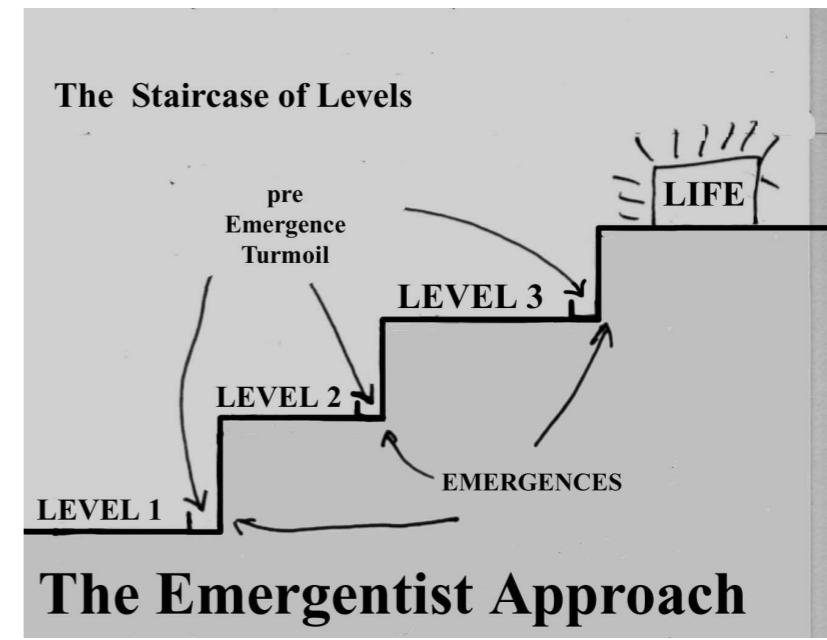 The Staircase of Levels
pre
Emergence
Turmoil
LIFE
LEVEL 3
LEVEL 2
EMERGENCES
LEVEL 1
The Emergentist Approach